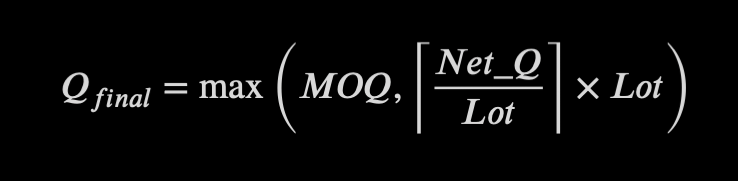 Q_final = max(MOQ, ⌈Net_Q / Lot⌉ × Lot)